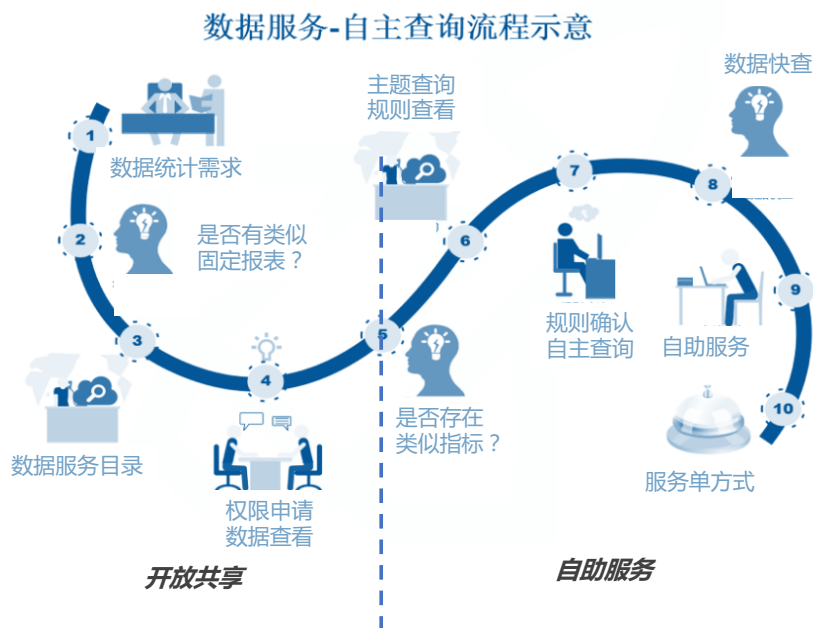 数据服务-自主查询流程示意
1
数据统计需求
2
是否有类似
固定报表？
3
数据服务目录
4
权限申请
数据查看
5
是否存在
类似指标？
主题查询
规则查看
6
7
规则确认
自主查询
数据快查
8
9
自助服务
10
服务单方式
开放共享
自助服务